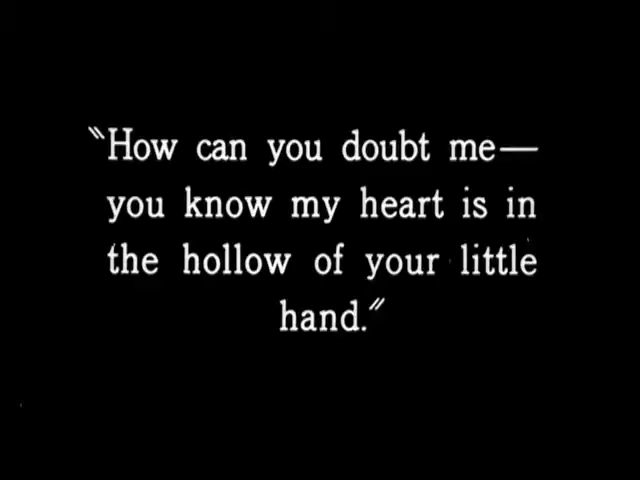 "How can you doubt me—
you know my heart is in
the hollow of your little
hand."